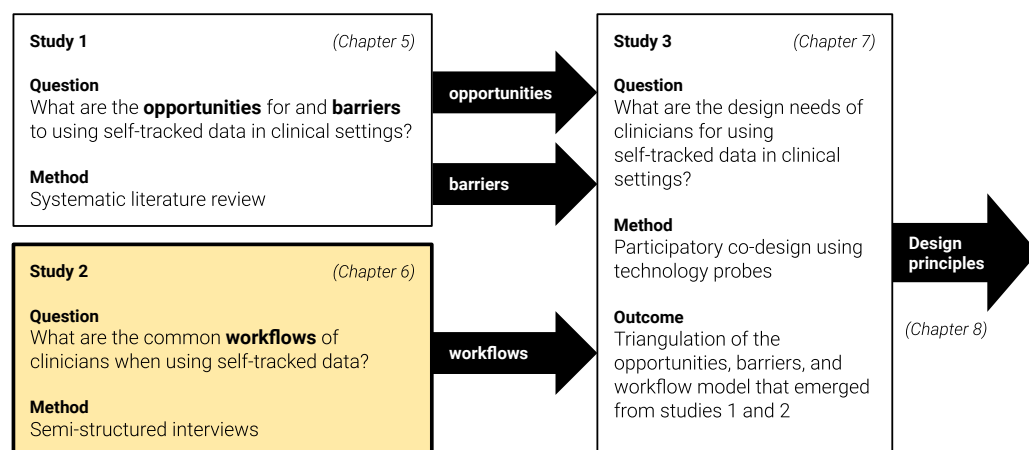 Study 1 (Chapter 5)
Question
What are the opportunities for and barriers
to using self-tracked data in clinical settings?
Method
Systematic literature review
opportunities
barriers
Study 2 (Chapter 6)
Question
What are the common workflows of
clinicians when using self-tracked data?
Method
Semi-structured interviews
workflows
Study 3 (Chapter 7)
Question
What are the design needs of
clinicians for using
self-tracked data in clinical
settings?
Method
Participatory co-design using
technology probes
Outcome
Triangulation of the
opportunities, barriers, and
workflow model that emerged
from studies 1 and 2
Design
principles
(Chapter 8)